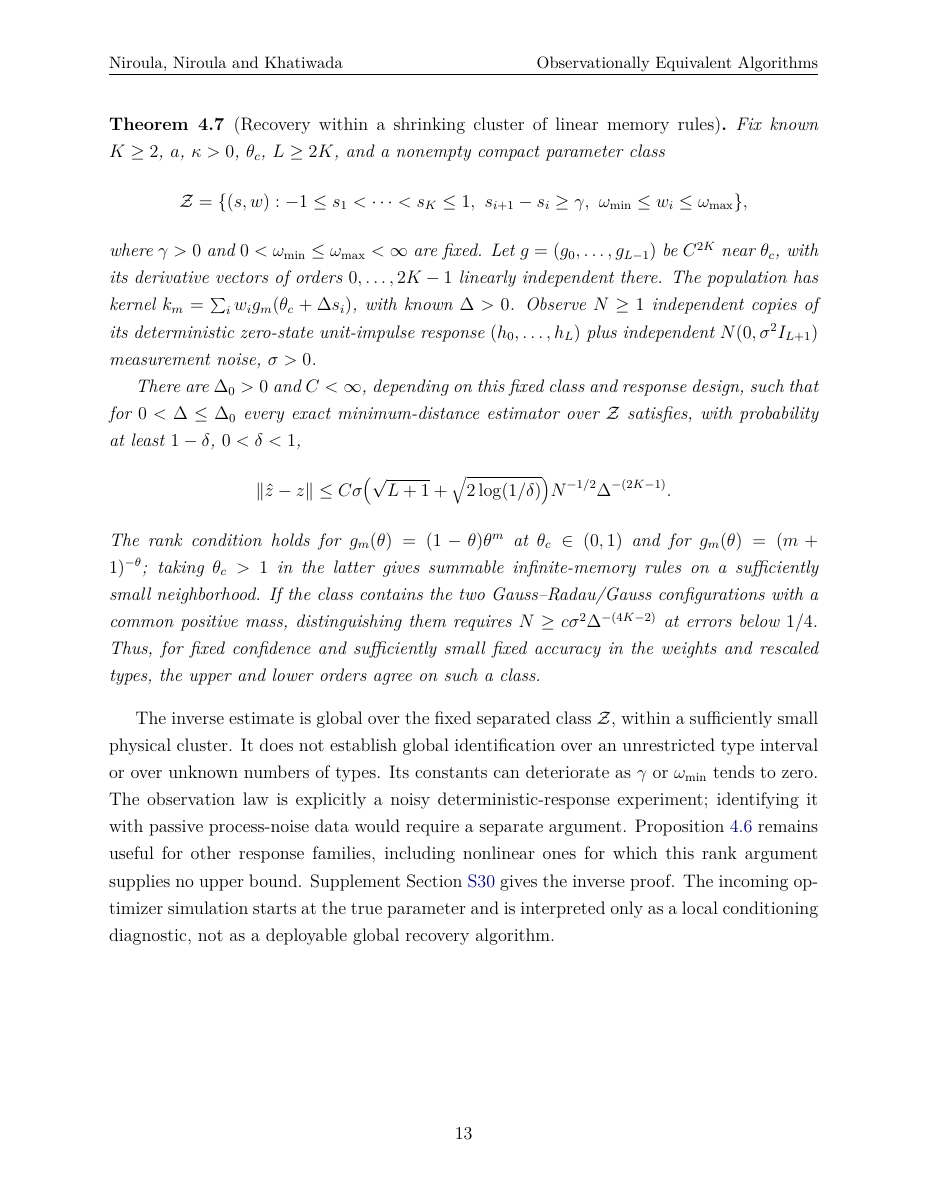 Niroula, Niroula and Khatiwada Observationally Equivalent Algorithms
Theorem 4.7 (Recovery within a shrinking cluster of linear memory rules). Fix known
K ≥ 2, a, κ > 0, θ_c, L ≥ 2K, and a nonempty compact parameter class
𝒵 = {(s, w) : −1 ≤ s_1 < · · · < s_K ≤ 1, s_{i+1} − s_i ≥ γ, ω_min ≤ w_i ≤ ω_max},
where γ > 0 and 0 < ω_min ≤ ω_max < ∞ are fixed. Let g = (g_0, . . . , g_{L−1}) be C^{2K} near θ_c, with
its derivative vectors of orders 0, . . . , 2K − 1 linearly independent there. The population has
kernel k_m = ∑_i w_i g_m(θ_c + Δs_i), with known Δ > 0. Observe N ≥ 1 independent copies of
its deterministic zero-state unit-impulse response (h_0, . . . , h_L) plus independent N(0, σ^2 I_{L+1})
measurement noise, σ > 0.
There are Δ_0 > 0 and C < ∞, depending on this fixed class and response design, such that
for 0 < Δ ≤ Δ_0 every exact minimum-distance estimator over 𝒵 satisfies, with probability
at least 1 − δ, 0 < δ < 1,
‖ẑ − z‖ ≤ Cσ(√(L + 1) + √(2 log(1/δ)))N^{−1/2}Δ^{−(2K−1)}.
The rank condition holds for g_m(θ) = (1 − θ)θ^m at θ_c ∈ (0, 1) and for g_m(θ) = (m +
1)^{−θ}; taking θ_c > 1 in the latter gives summable infinite-memory rules on a sufficiently
small neighborhood. If the class contains the two Gauss–Radau/Gauss configurations with a
common positive mass, distinguishing them requires N ≥ cσ^2Δ^{−(4K−2)} at errors below 1/4.
Thus, for fixed confidence and sufficiently small fixed accuracy in the weights and rescaled
types, the upper and lower orders agree on such a class.
The inverse estimate is global over the fixed separated class 𝒵, within a sufficiently small
physical cluster. It does not establish global identification over an unrestricted type interval
or over unknown numbers of types. Its constants can deteriorate as γ or ω_min tends to zero.
The observation law is explicitly a noisy deterministic-response experiment; identifying it
with passive process-noise data would require a separate argument. Proposition 4.6 remains
useful for other response families, including nonlinear ones for which this rank argument
supplies no upper bound. Supplement Section S30 gives the inverse proof. The incoming op-
timizer simulation starts at the true parameter and is interpreted only as a local conditioning
diagnostic, not as a deployable global recovery algorithm.
13